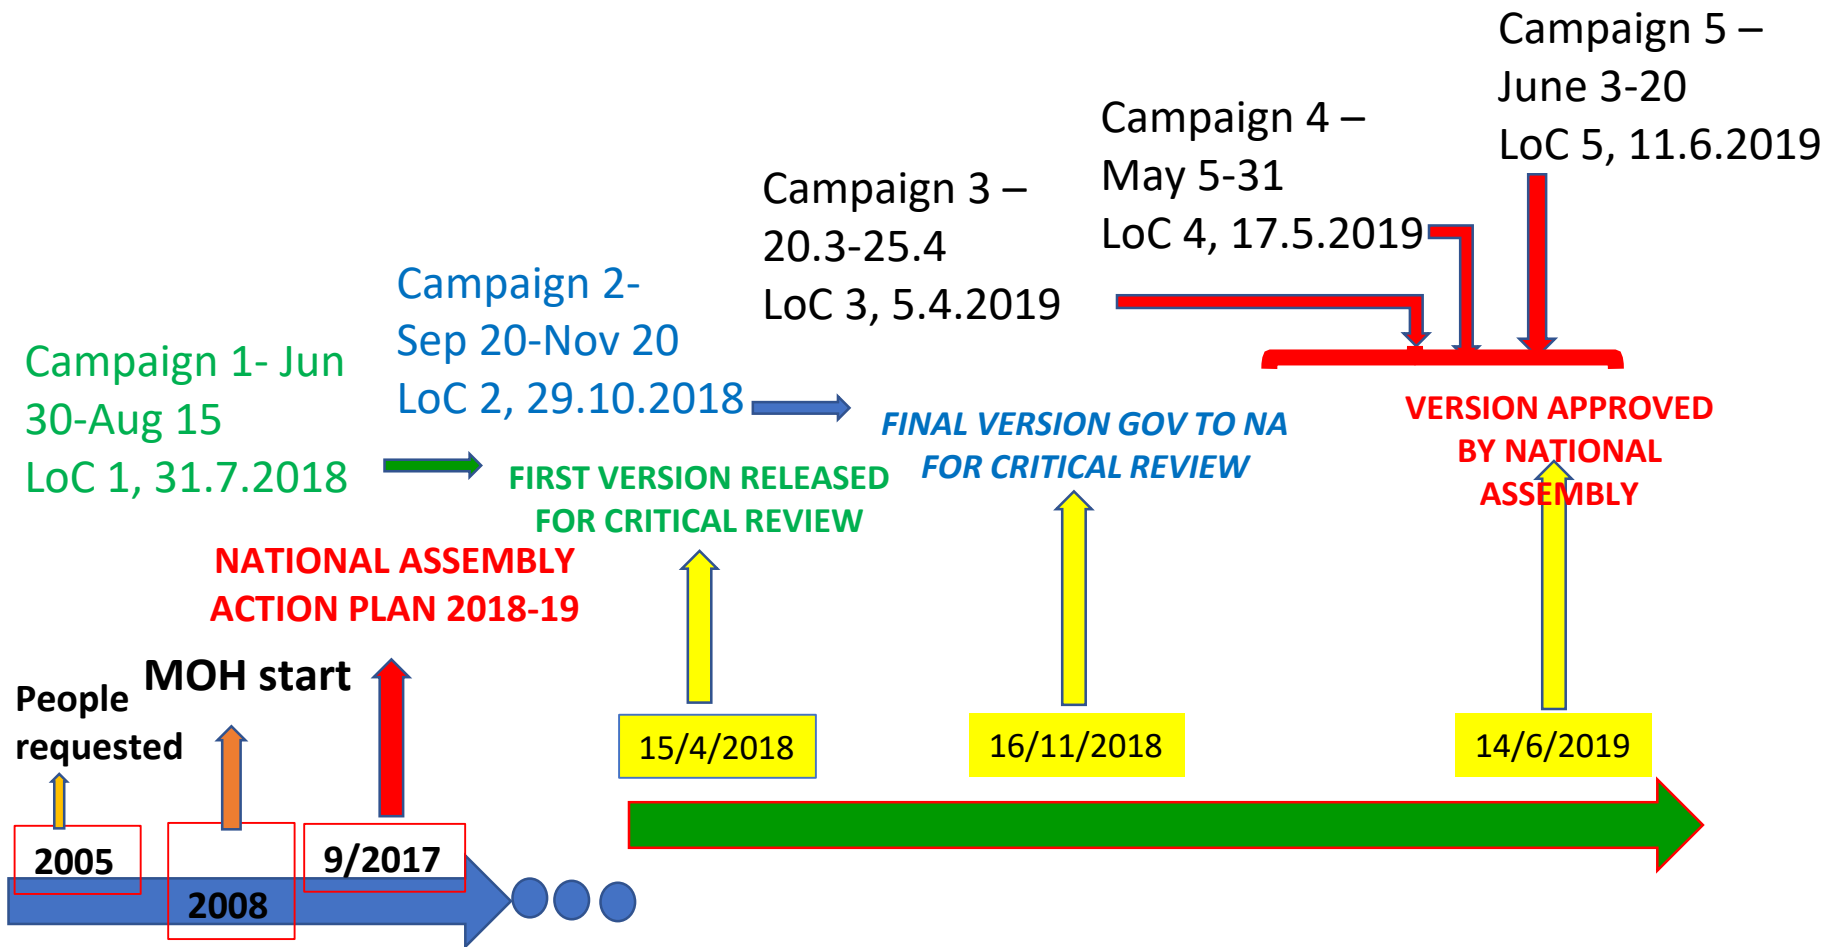 Campaign 5 –
June 3-20
LoC 5, 11.6.2019
Campaign 4 –
May 5-31
LoC 4, 17.5.2019
Campaign 3 –
20.3-25.4
LoC 3, 5.4.2019
Campaign 2-
Sep 20-Nov 20
LoC 2, 29.10.2018
Campaign 1- Jun
30-Aug 15
LoC 1, 31.7.2018
VERSION APPROVED
BY NATIONAL
ASSEMBLY
FINAL VERSION GOV TO NA
FOR CRITICAL REVIEW
FIRST VERSION RELEASED
FOR CRITICAL REVIEW
NATIONAL ASSEMBLY
ACTION PLAN 2018-19
MOH start
People
requested
15/4/2018
16/11/2018
14/6/2019
2005
2008
9/2017